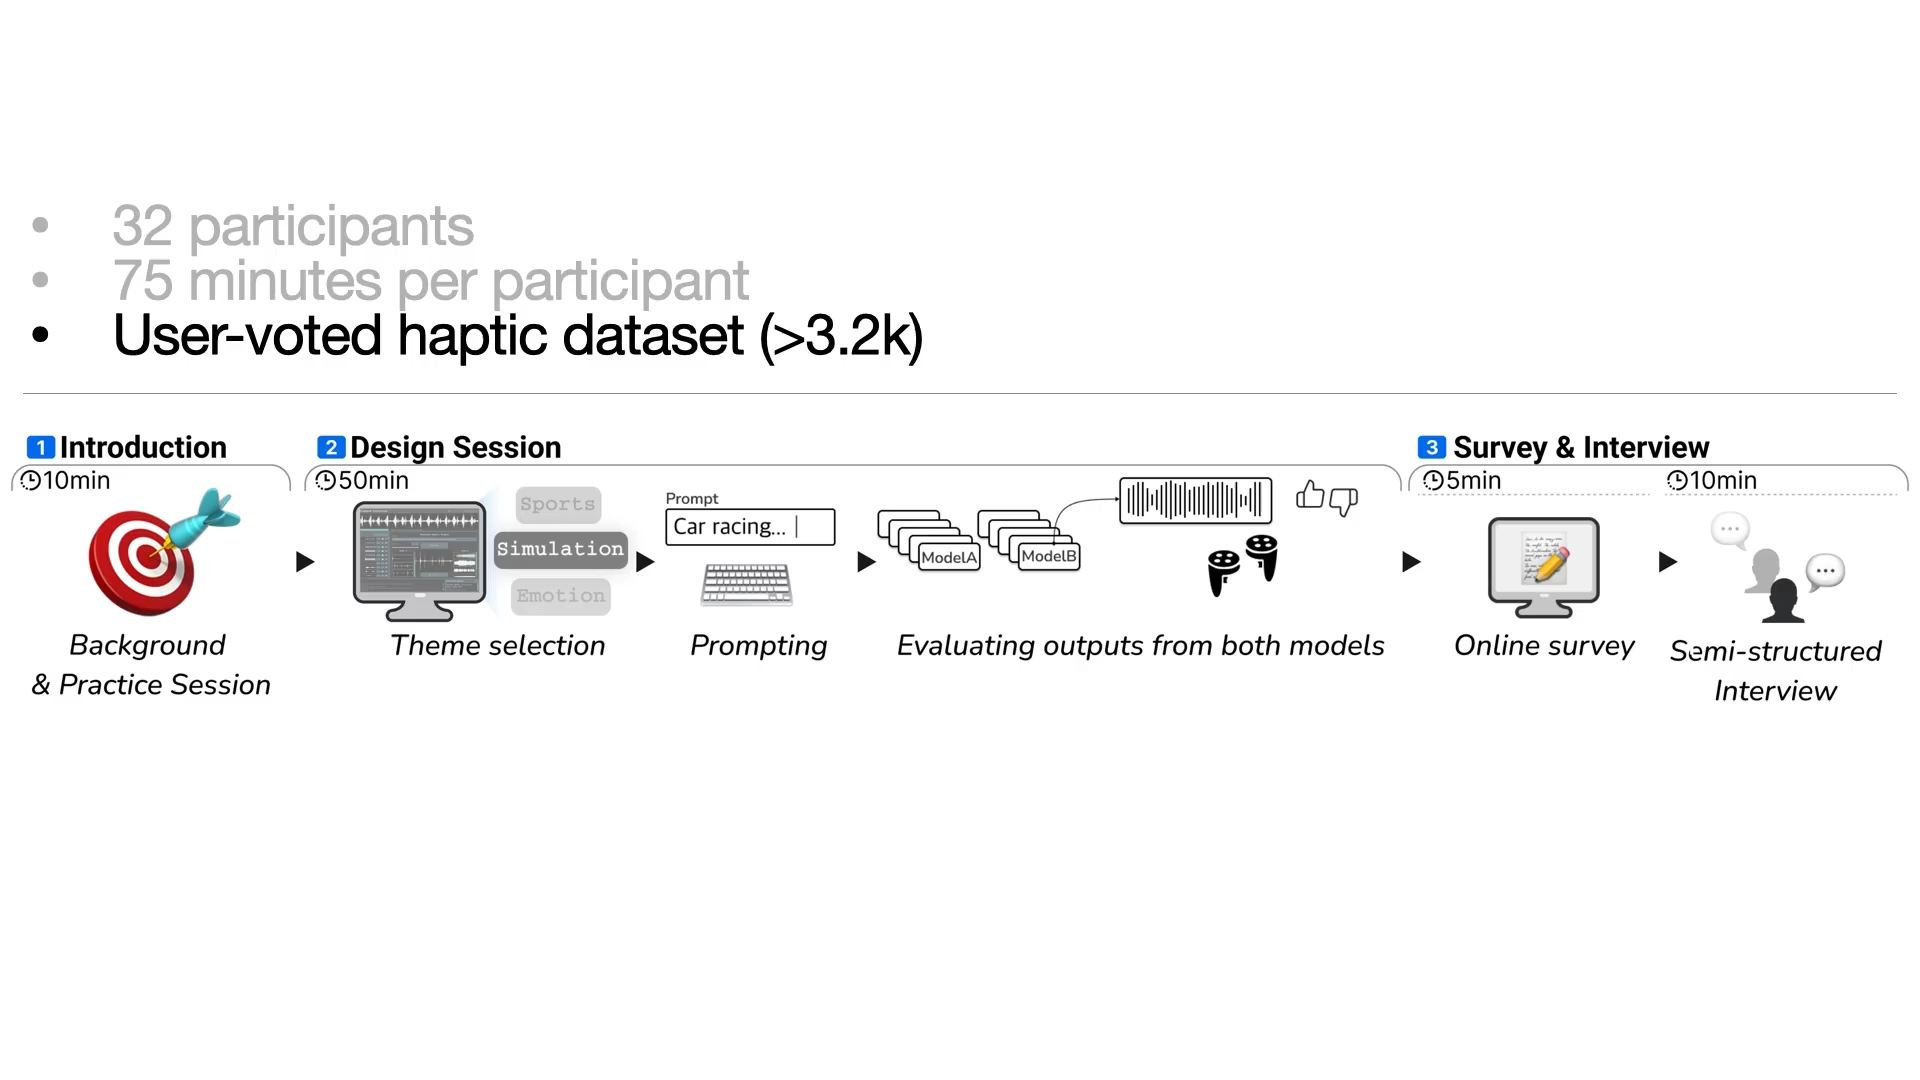 • 32 participants
• 75 minutes per participant
• User-voted haptic dataset (>3.2k)
1 Introduction
10min
Background
& Practice Session
2 Design Session
50min
Sports
Simulation
Emotion
Theme selection
Prompt
Car racing... |
Prompting
ModelA
ModelB
Evaluating outputs from both models
3 Survey & Interview
5min
Online survey
10min
Semi-structured
Interview